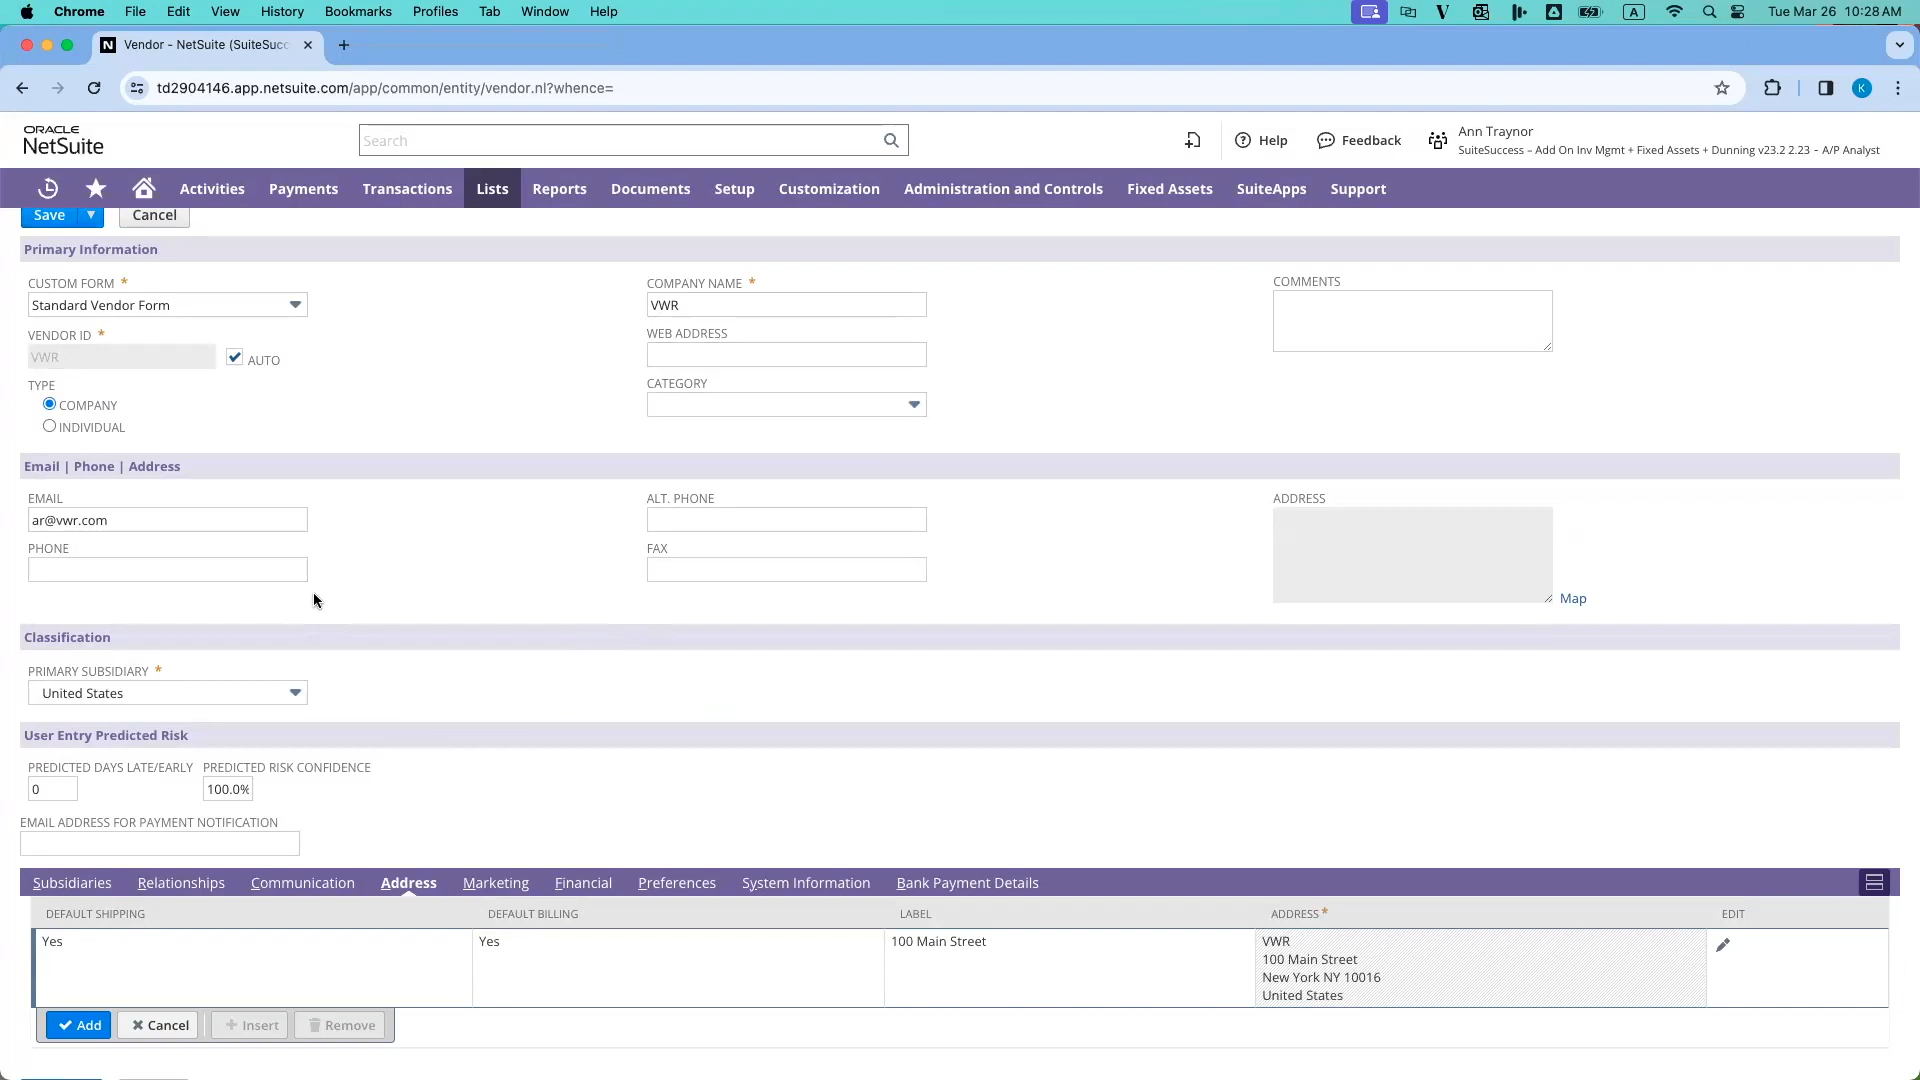 Chrome File Edit View History Bookmarks Profiles Tab Window Help
A Tue Mar 26 10:28 AM
N Vendor - NetSuite (SuiteSucc
td2904146.app.netsuite.com/app/common/entity/vendor.nl?whence=
K
ORACLE
NetSuite
Search
Help
Feedback
Ann Traynor
SuiteSuccess – Add On Inv Mgmt + Fixed Assets + Dunning v23.2 2.23 - A/P Analyst
Activities Payments Transactions Lists Reports Documents Setup Customization Administration and Controls Fixed Assets SuiteApps Support
Save Cancel
Primary Information
CUSTOM FORM *
Standard Vendor Form
VENDOR ID *
VWR
AUTO
TYPE
COMPANY
INDIVIDUAL
COMPANY NAME *
VWR
WEB ADDRESS
CATEGORY
COMMENTS
Email | Phone | Address
EMAIL
ar@vwr.com
PHONE
ALT. PHONE
FAX
ADDRESS
Map
Classification
PRIMARY SUBSIDIARY *
United States
User Entry Predicted Risk
PREDICTED DAYS LATE/EARLY PREDICTED RISK CONFIDENCE
0 100.0%
EMAIL ADDRESS FOR PAYMENT NOTIFICATION
Subsidiaries Relationships Communication Address Marketing Financial Preferences System Information Bank Payment Details
DEFAULT SHIPPING DEFAULT BILLING LABEL ADDRESS * EDIT
Yes Yes 100 Main Street VWR
100 Main Street
New York NY 10016
United States
Add Cancel Insert Remove